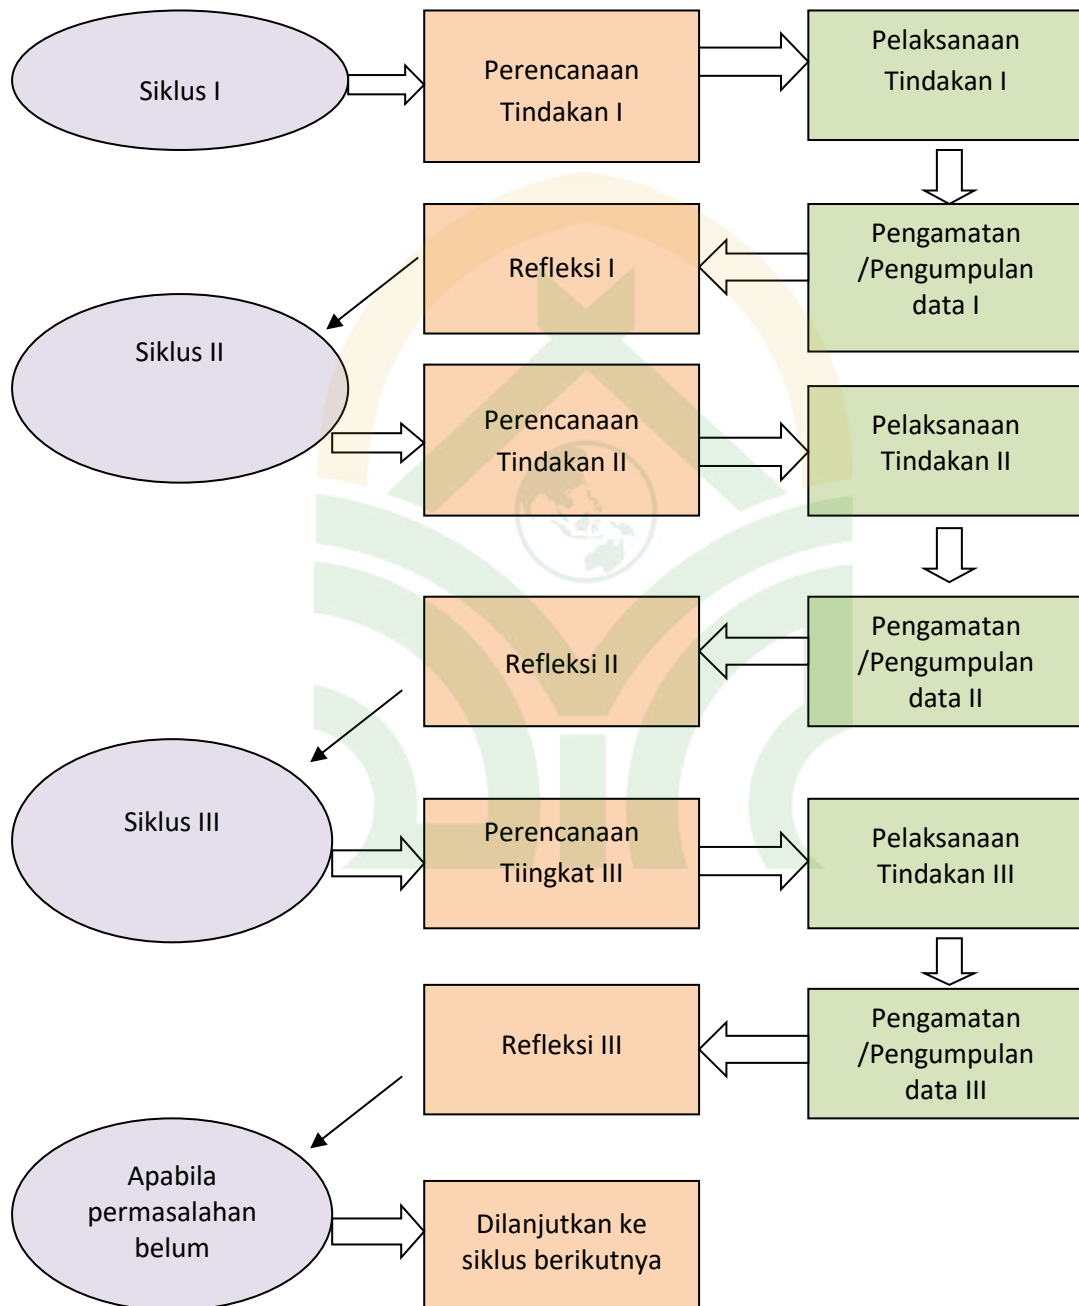 Siklus I
Perencanaan
Tindakan I
Pelaksanaan
Tindakan I
Pengamatan
/Pengumpulan
data I
Refleksi I
Siklus II
Perencanaan
Tindakan II
Pelaksanaan
Tindakan II
Pengamatan
/Pengumpulan
data II
Refleksi II
Siklus III
Perencanaan
Tiingkat III
Pelaksanaan
Tindakan III
Pengamatan
/Pengumpulan
data III
Refleksi III
Apabila
permasalahan
belum
Dilanjutkan ke
siklus berikutnya